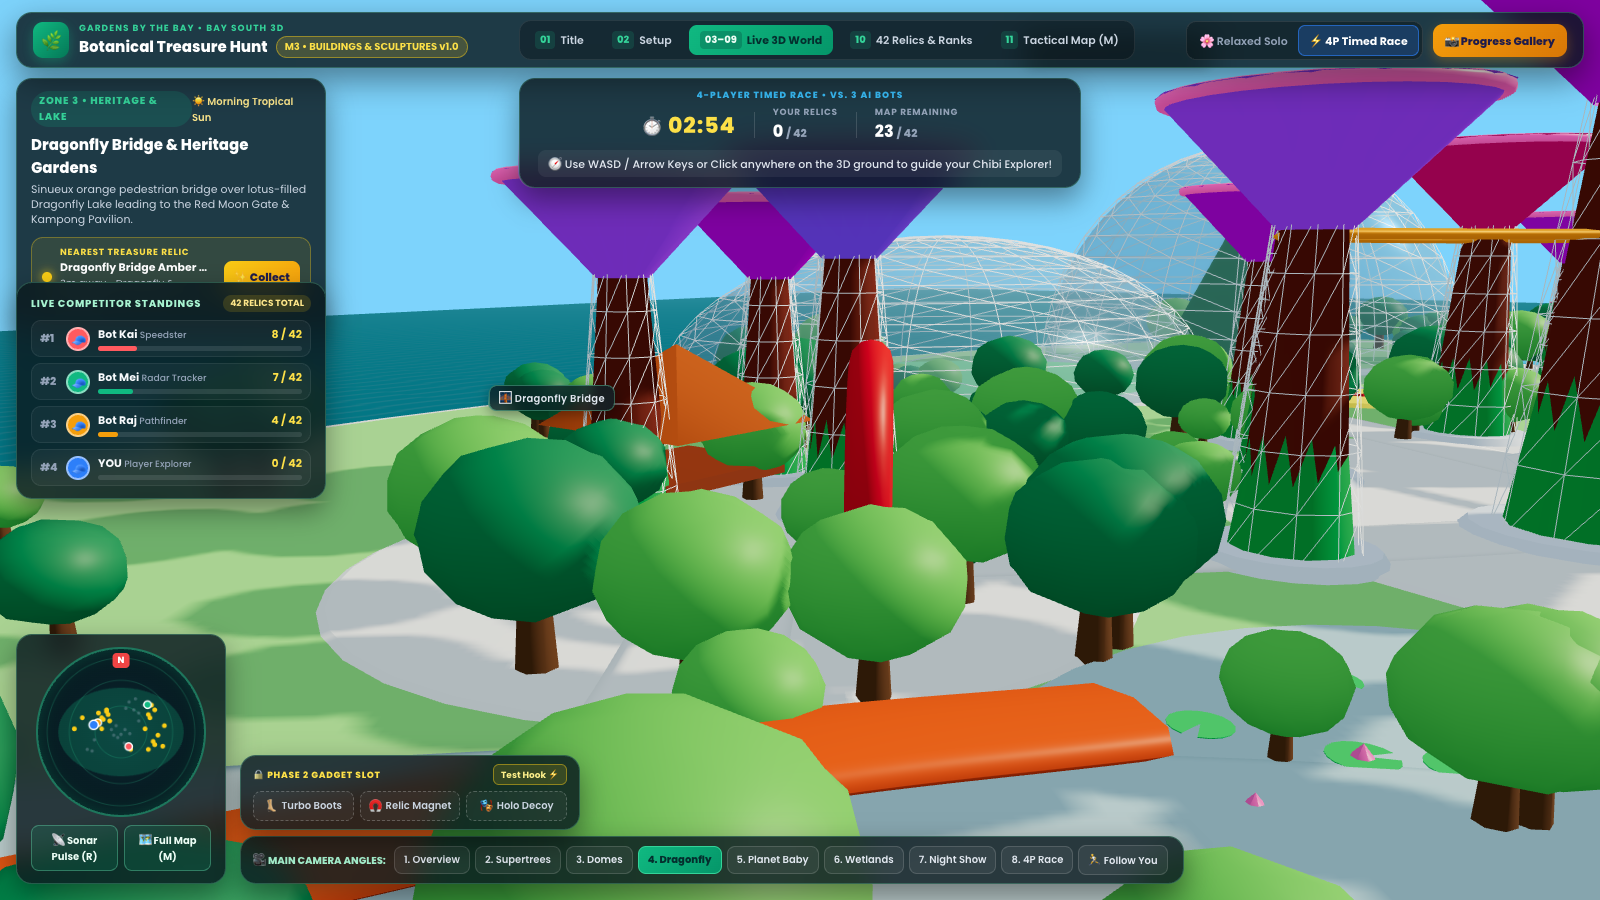 GARDENS BY THE BAY • BAY SOUTH 3D
Botanical Treasure Hunt
M3 • BUILDINGS & SCULPTURES v1.0
01 Title
02 Setup
03–09 Live 3D World
10 42 Relics & Ranks
11 Tactical Map (M)
Relaxed Solo
4P Timed Race
Progress Gallery
ZONE 3 • HERITAGE & LAKE
Morning Tropical Sun
Dragonfly Bridge & Heritage Gardens
Sinueux orange pedestrian bridge over lotus-filled
Dragonfly Lake leading to the Red Moon Gate &
Kampong Pavilion.
NEAREST TREASURE RELIC
Dragonfly Bridge Amber ...
Collect
4-PLAYER TIMED RACE • VS. 3 AI BOTS
02:54
YOUR RELICS
0 / 42
MAP REMAINING
23 / 42
Use WASD / Arrow Keys or Click anywhere on the 3D ground to guide your Chibi Explorer!
LIVE COMPETITOR STANDINGS
42 RELICS TOTAL
#1 Bot Kai Speedster 8 / 42
#2 Bot Mei Radar Tracker 7 / 42
#3 Bot Raj Pathfinder 4 / 42
#4 YOU Player Explorer 0 / 42
Dragonfly Bridge
N
Sonar Pulse (R)
Full Map (M)
PHASE 2 GADGET SLOT
Test Hook
Turbo Boots
Relic Magnet
Holo Decoy
MAIN CAMERA ANGLES:
1. Overview
2. Supertrees
3. Domes
4. Dragonfly
5. Planet Baby
6. Wetlands
7. Night Show
8. 4P Race
Follow You